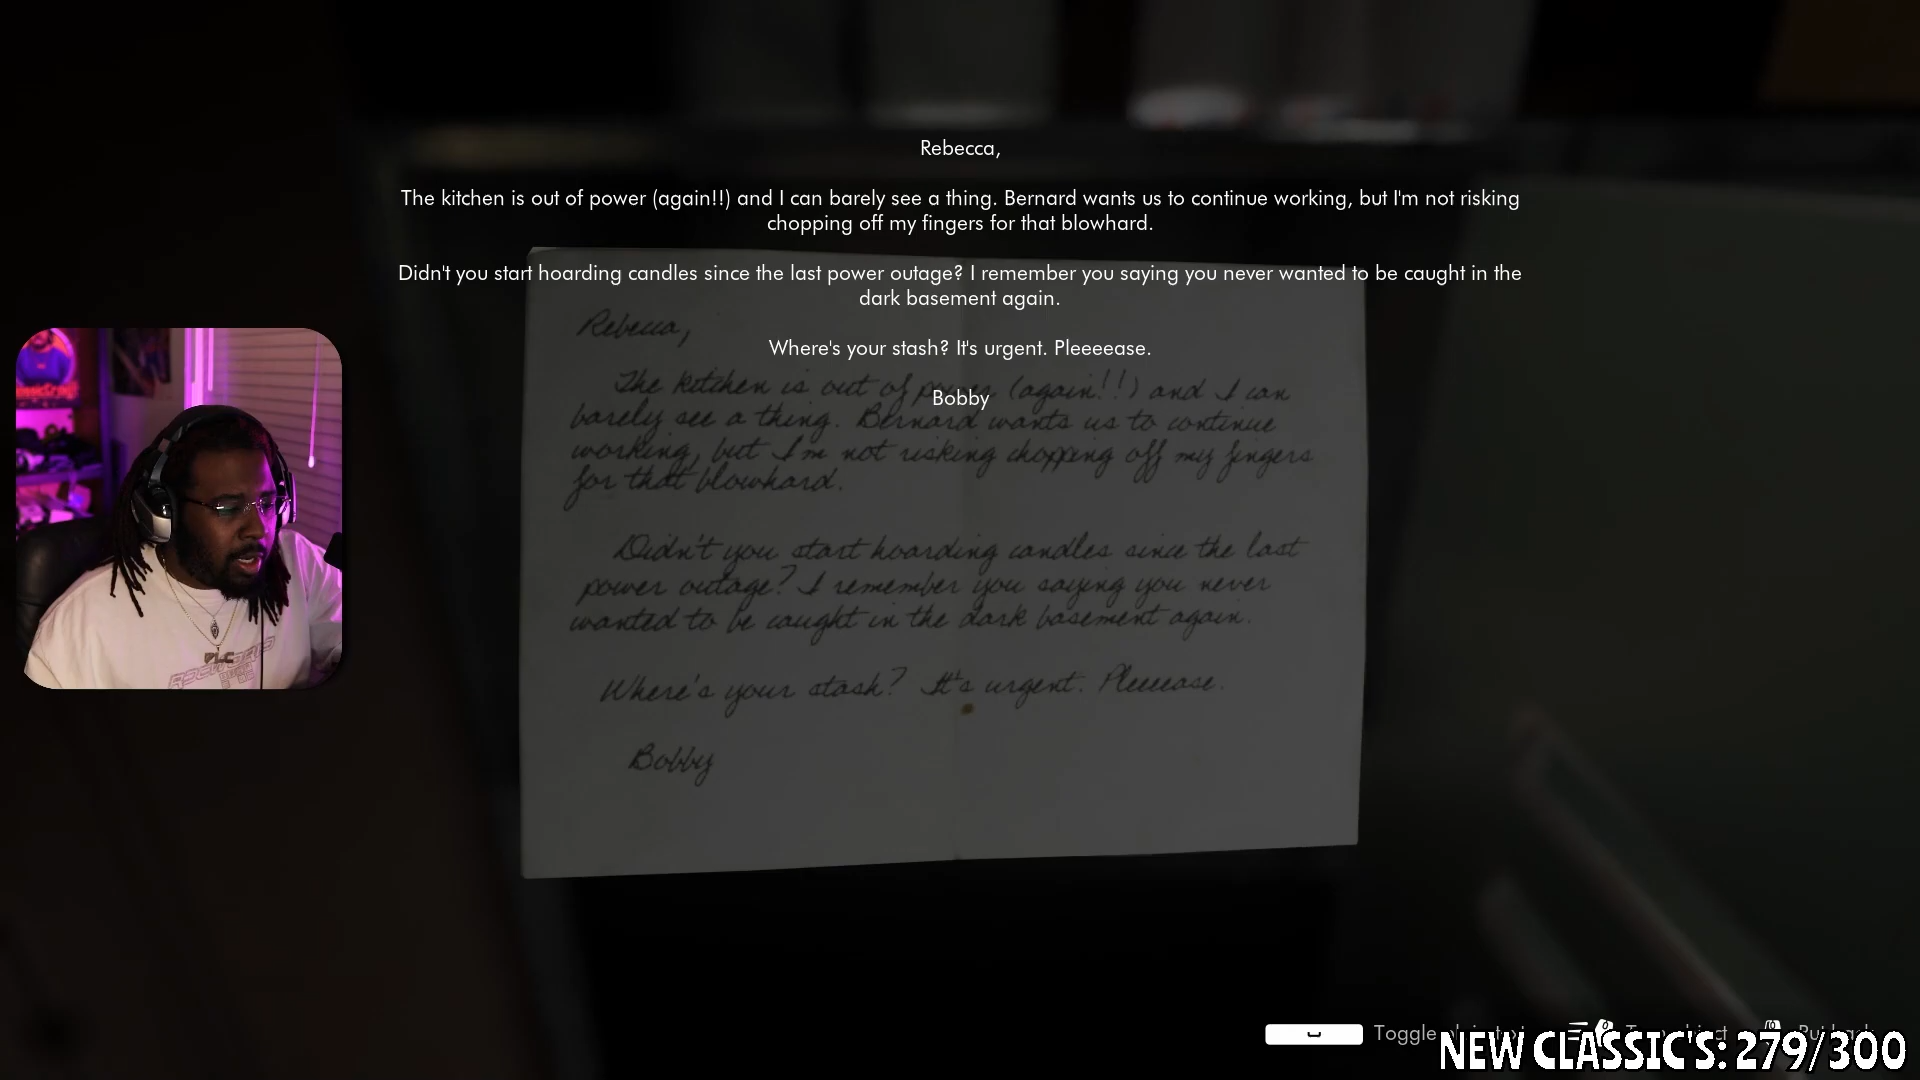 Rebecca,
The kitchen is out of power (again!!) and I can barely see a thing. Bernard wants us to continue working, but I'm not risking
chopping off my fingers for that blowhard.
Didn't you start hoarding candles since the last power outage? I remember you saying you never wanted to be caught in the
dark basement again.
Where's your stash? It's urgent. Pleeeease.
Bobby
Rebecca,
The kitchen is out of power (again!!) and I can
barely see a thing. Bernard wants us to continue
working, but I'm not risking chopping off my fingers
for that blowhard.
Didn't you start hoarding candles since the last
power outage? I remember you saying you never
wanted to be caught in the dark basement again.
Where's your stash? It's urgent. Pleeeease.
Bobby
PLC
Toggle
NEW CLASSIC'S: 279/300